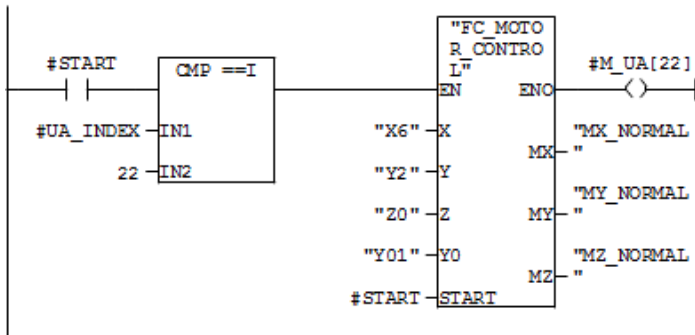 "FC_MOTO
R_CONTRO
L"
#START
CMP ==I
#M_UA[22]
EN ENO
#UA_INDEX IN1
"X6" X
"MX_NORMAL
MX "
22 IN2
"Y2" Y
"MY_NORMAL
"Z0" Z
MY "
"Y01" Y0
"MZ_NORMAL
MZ "
#START START